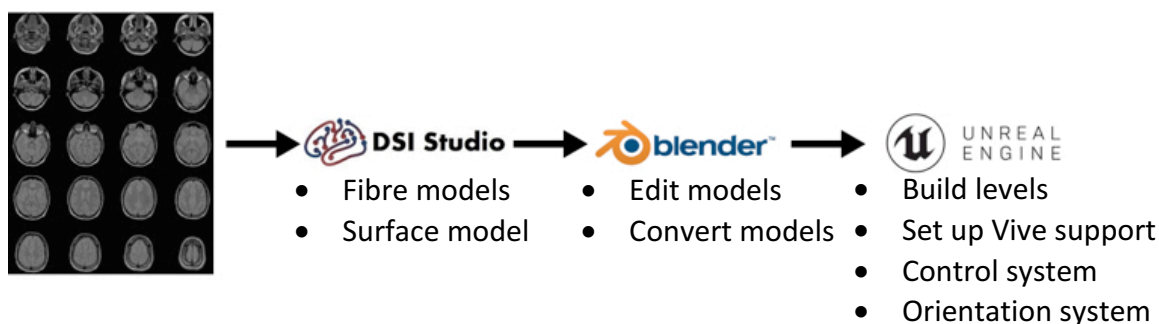 DSI Studio
• Fibre models
• Surface model
blender™
• Edit models
• Convert models
UNREAL
ENGINE
• Build levels
• Set up Vive support
• Control system
• Orientation system